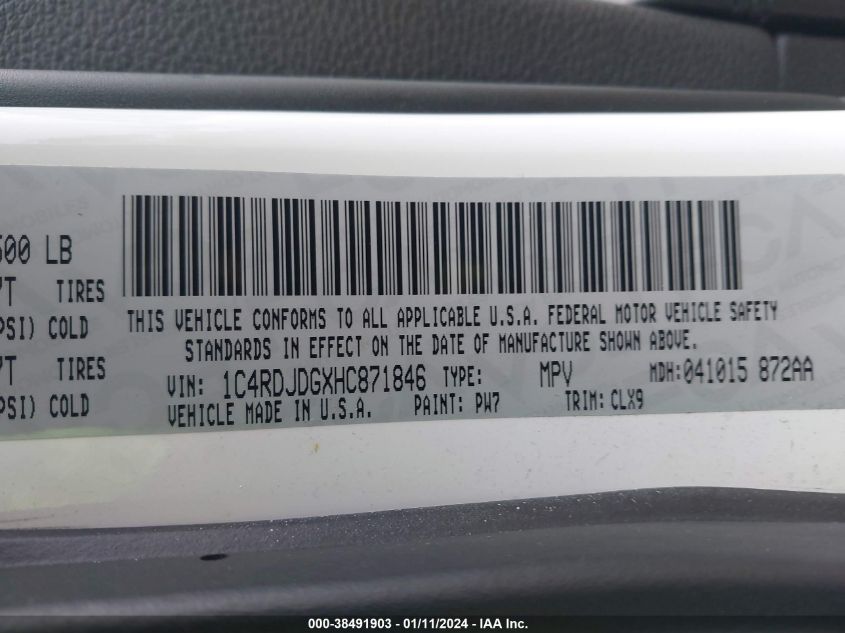 500 LB
TIRES
PSI) COLD
TIRES
PSI) COLD
THIS VEHICLE CONFORMS TO ALL APPLICABLE U.S.A. FEDERAL MOTOR VEHICLE SAFETY
STANDARDS IN EFFECT ON THE DATE OF MANUFACTURE SHOWN ABOVE.
VIN: 1C4RDJDGXHC871846 TYPE: MPV MDH:041015 872AA
VEHICLE MADE IN U.S.A. PAINT: PW7 TRIM: CLX9
000-38491903 - 01/11/2024 - IAA Inc.